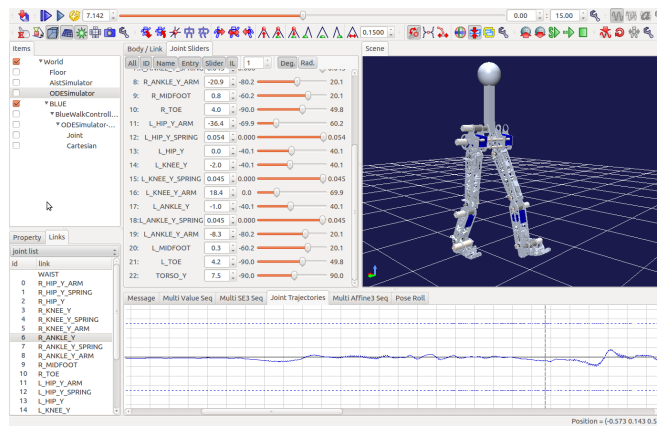 7.142
0.00 : 15.00
0.1500
Items
World
Floor
AizSimulator
ODESimulator
BLUE
BlueWalkControll...
ODESimulator-...
Joint
Cartesian
Property Links
joint list
id link
WAIST
0 R_HIP_Y_ARM
1 R_HIP_Y_SPRING
2 R_HIP_Y
3 R_KNEE_Y
4 R_KNEE_Y_SPRING
5 R_KNEE_Y_ARM
6 R_ANKLE_Y
7 R_ANKLE_Y_SPRING
8 R_ANKLE_Y_ARM
9 R_MIDFOOT
10 R_TOE
11 L_HIP_Y_ARM
12 L_HIP_Y_SPRING
13 L_HIP_Y
14 L_KNEE_Y
Body / Link Joint Sliders
All ID Name Entry Slider IL 1 Deg. Rad.
8: R_ANKLE_Y_ARM -20.9 -80.2 20.1
9: R_MIDFOOT 0.8 -60.2 20.1
10: R_TOE 4.0 -90.0 49.8
11: L_HIP_Y_ARM -36.4 -69.9 60.2
12: L_HIP_Y_SPRING 0.054 0.000 0.054
13: L_HIP_Y 0.0 -40.1 40.1
14: L_KNEE_Y -2.0 -40.1 40.1
15: L_KNEE_Y_SPRING 0.045 0.000 0.045
16: L_KNEE_Y_ARM 18.4 0.0 69.9
17: L_ANKLE_Y -1.0 -40.1 40.1
18:L_ANKLE_Y_SPRING 0.045 0.000 0.045
19: L_ANKLE_Y_ARM -8.3 -80.2 20.1
20: L_MIDFOOT 0.3 -60.2 20.1
21: L_TOE 4.2 -90.0 49.8
22: TORSO_Y 7.5 -90.0 90.0
Scene
Message Multi Value Seq Multi SE3 Seq Joint Trajectories Multi Affine3 Seq Pose Roll
Position = (-0.573 0.143 0.5